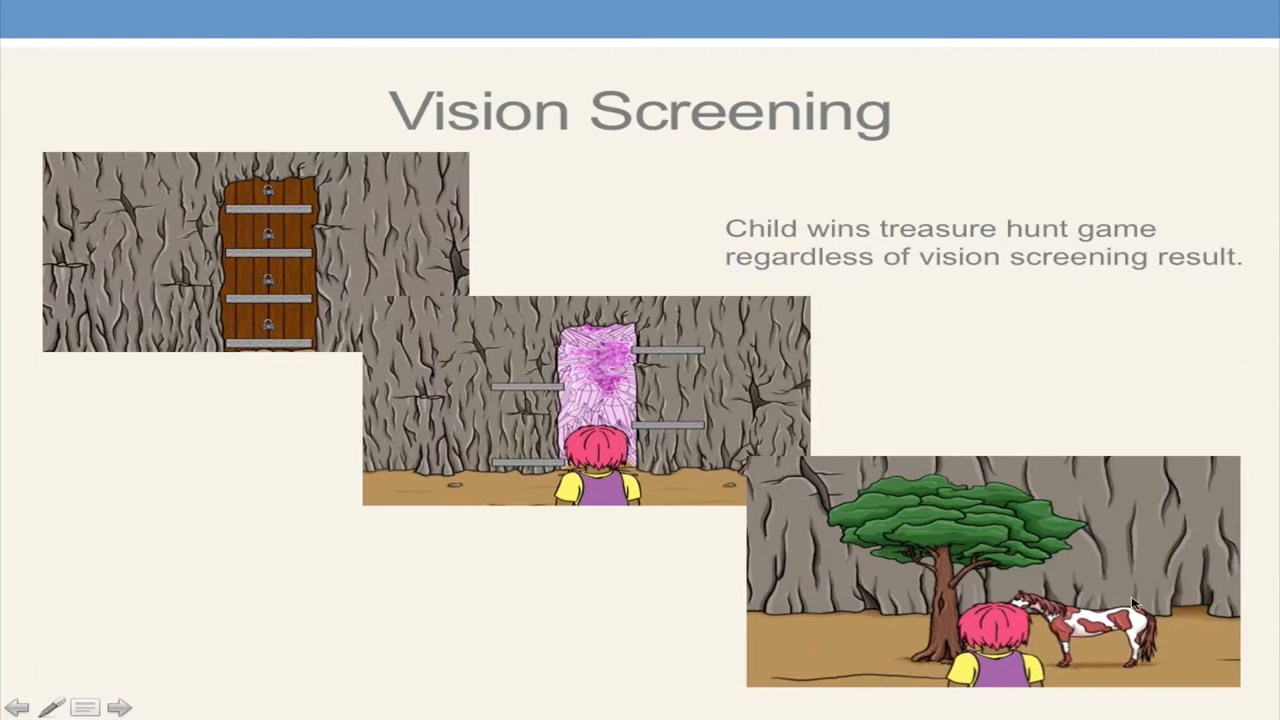 Vision Screening
Child wins treasure hunt game
regardless of vision screening result.